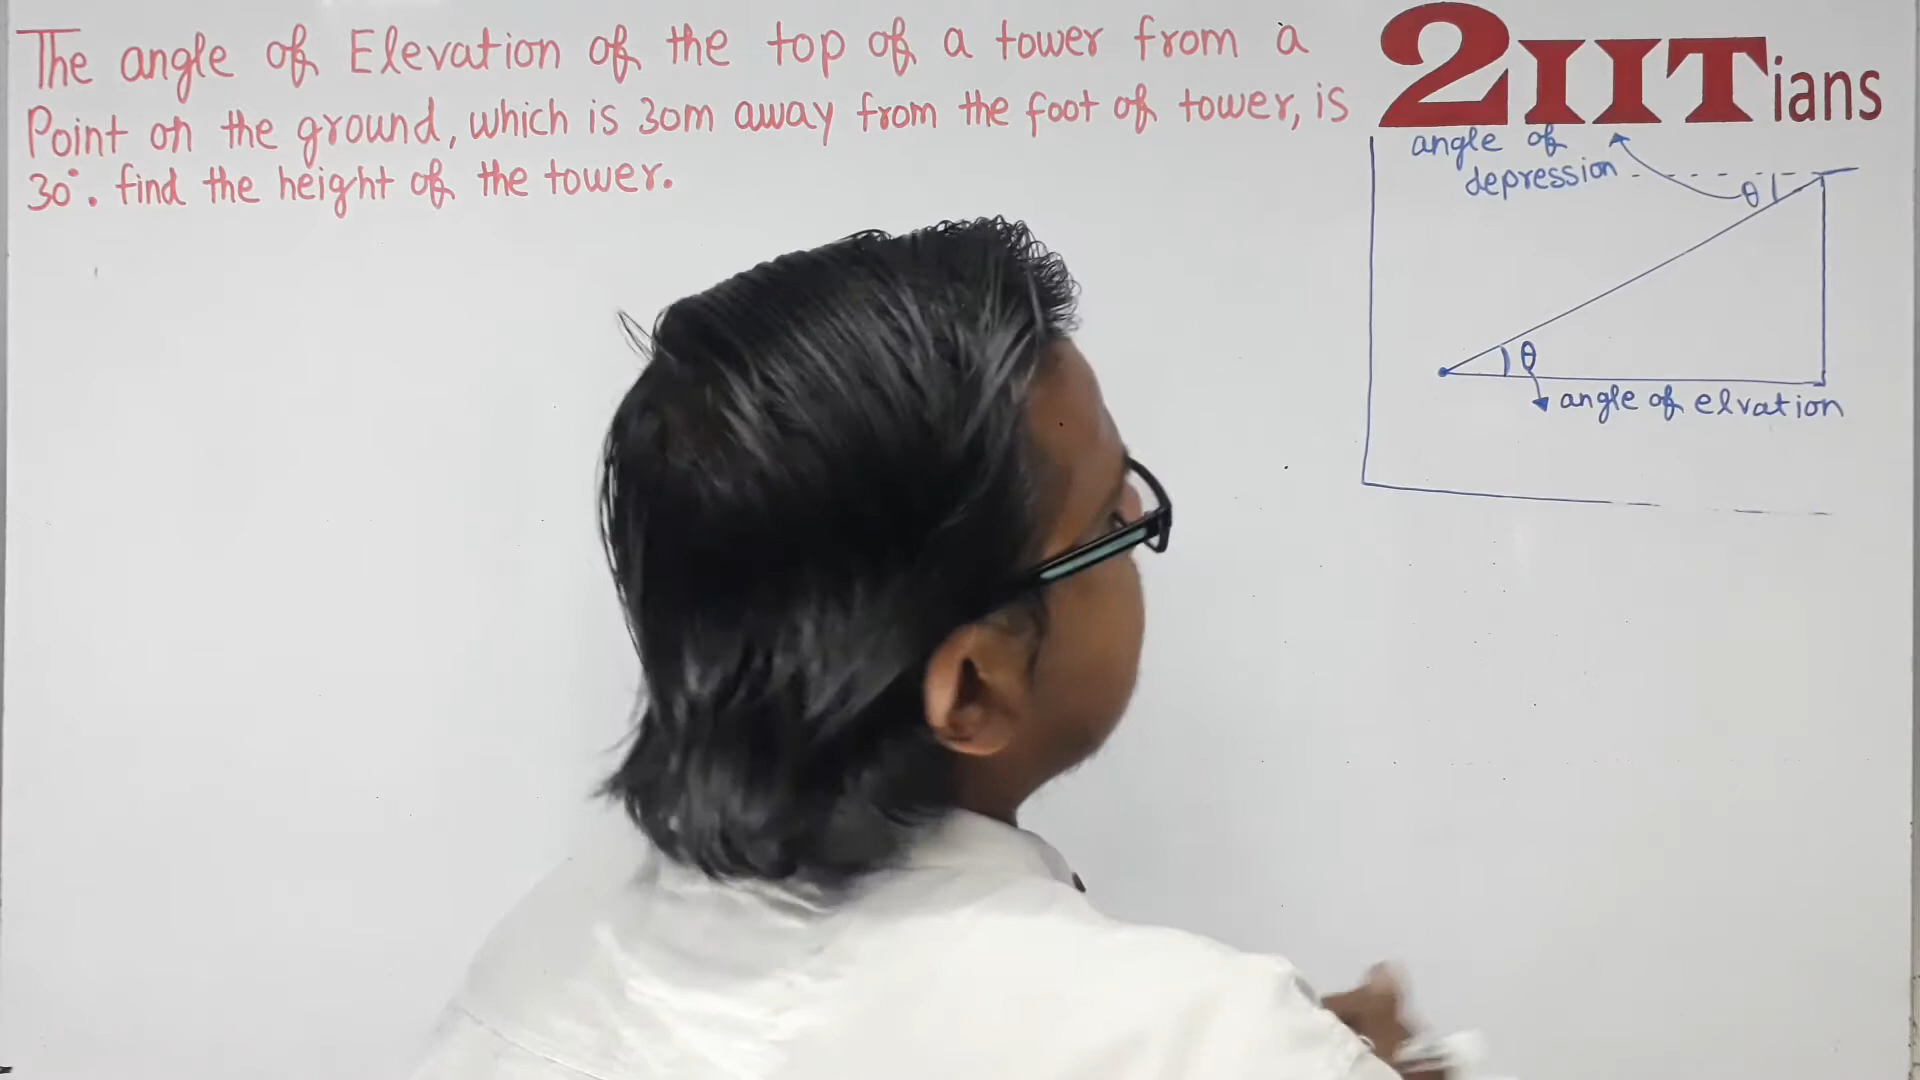 The angle of Elevation of the top of a tower from a
Point on the ground, which is 30m away from the foot of tower, is
30°. find the height of the tower.
2IITians
angle of
depression
θ
θ
angle of elvation